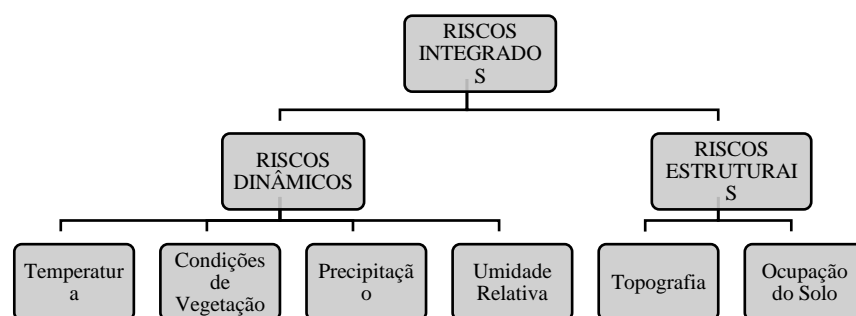 RISCOS
INTEGRADO
S
RISCOS
DINÂMICOS
RISCOS
ESTRUTURAI
S
Temperatur
a
Condições
de
Vegetação
Precipitaçã
o
Umidade
Relativa
Topografia
Ocupação
do Solo